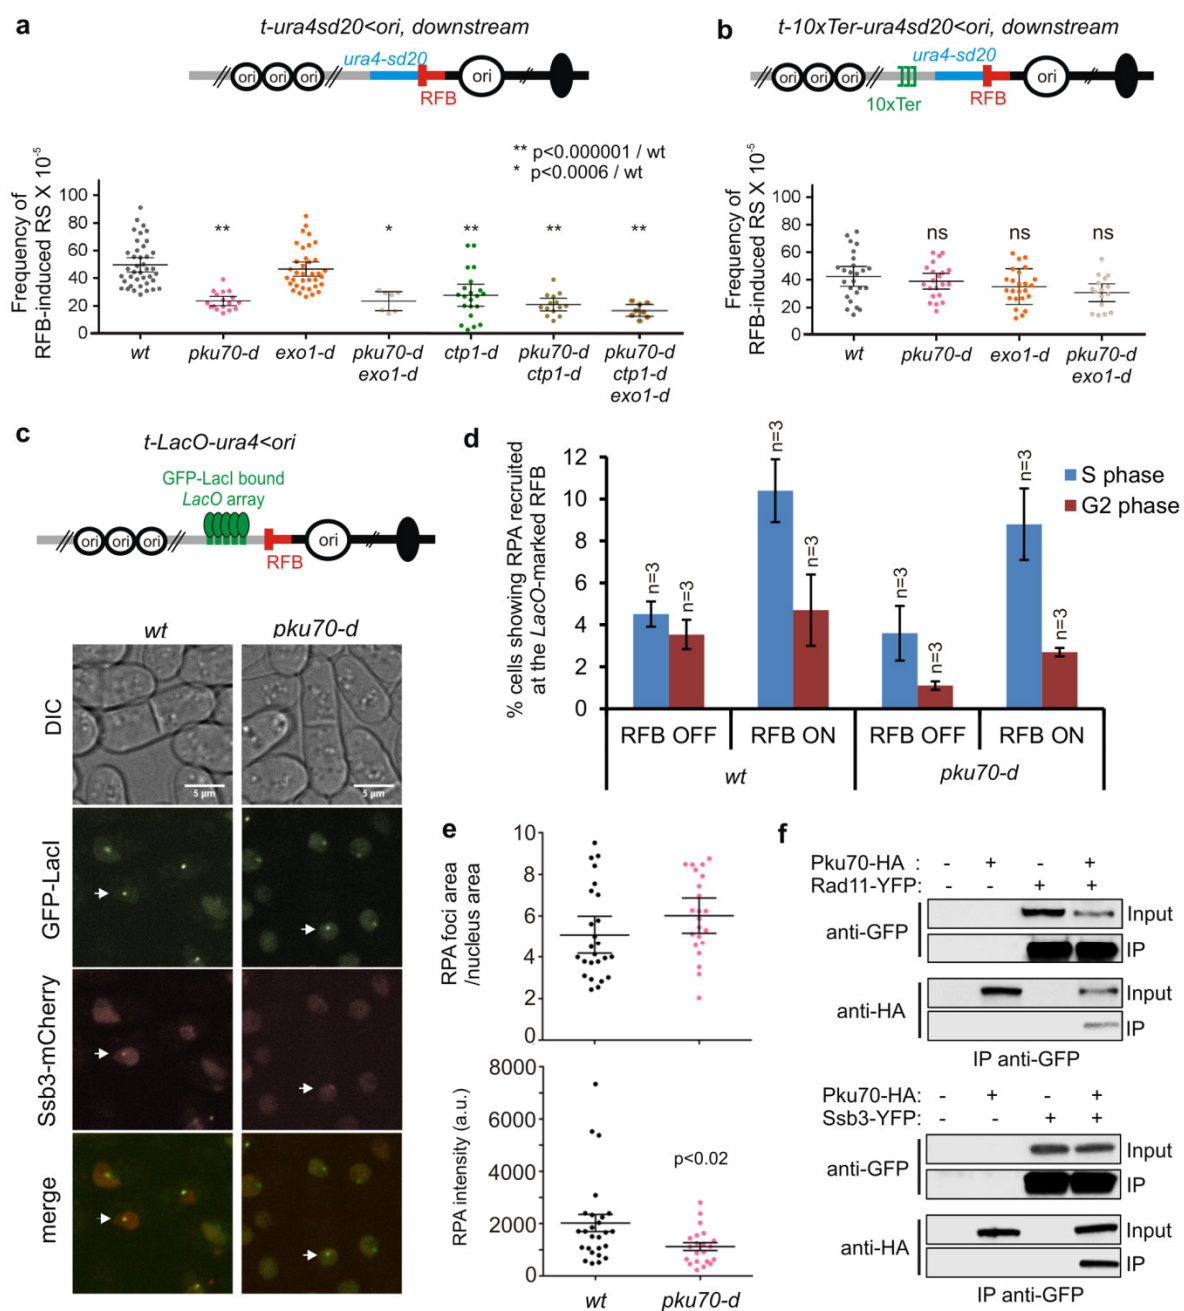 a
t-ura4sd20<ori, downstream
ura4-sd20
ori ori ori
ori
RFB
** p<0.000001 / wt
* p<0.0006 / wt
Frequency of
RFB-induced RS X 10-5
100
80
60
40
20
0
** * ** ** **
wt
pku70-d
exo1-d
pku70-d
exo1-d
ctp1-d
pku70-d
ctp1-d
pku70-d
ctp1-d
exo1-d
b
t-10xTer-ura4sd20<ori, downstream
ura4-sd20
ori ori ori
ori
10xTer
RFB
Frequency of
RFB-induced RS X 10-5
100
80
60
40
20
0
ns ns ns
wt
pku70-d
exo1-d
pku70-d
exo1-d
c
t-LacO-ura4<ori
GFP-LacI bound
LacO array
ori ori ori
ori
RFB
wt
pku70-d
DIC
5 µm
5 µm
GFP-LacI
Ssb3-mCherry
merge
d
% cells showing RPA recruited
at the LacO-marked RFB
12
10
8
6
4
2
0
n=3
n=3
n=3
n=3
n=3
n=3
n=3
n=3
S phase
G2 phase
RFB OFF
RFB ON
RFB OFF
RFB ON
wt
pku70-d
e
RPA foci area
/nucleus area
10
8
6
4
2
0
RPA intensity (a.u.)
8000
6000
4000
2000
0
p<0.02
wt
pku70-d
f
Pku70-HA : - + - +
Rad11-YFP: - - + +
anti-GFP
Input
IP
anti-HA
Input
IP
IP anti-GFP
Pku70-HA: - + - +
Ssb3-YFP: - - + +
anti-GFP
Input
IP
anti-HA
Input
IP
IP anti-GFP